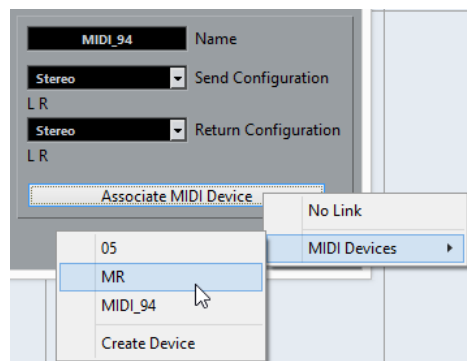 MIDI_94 Name
Stereo Send Configuration
L R
Stereo Return Configuration
L R
Associate MIDI Device
No Link
MIDI Devices
05
MR
MIDI_94
Create Device